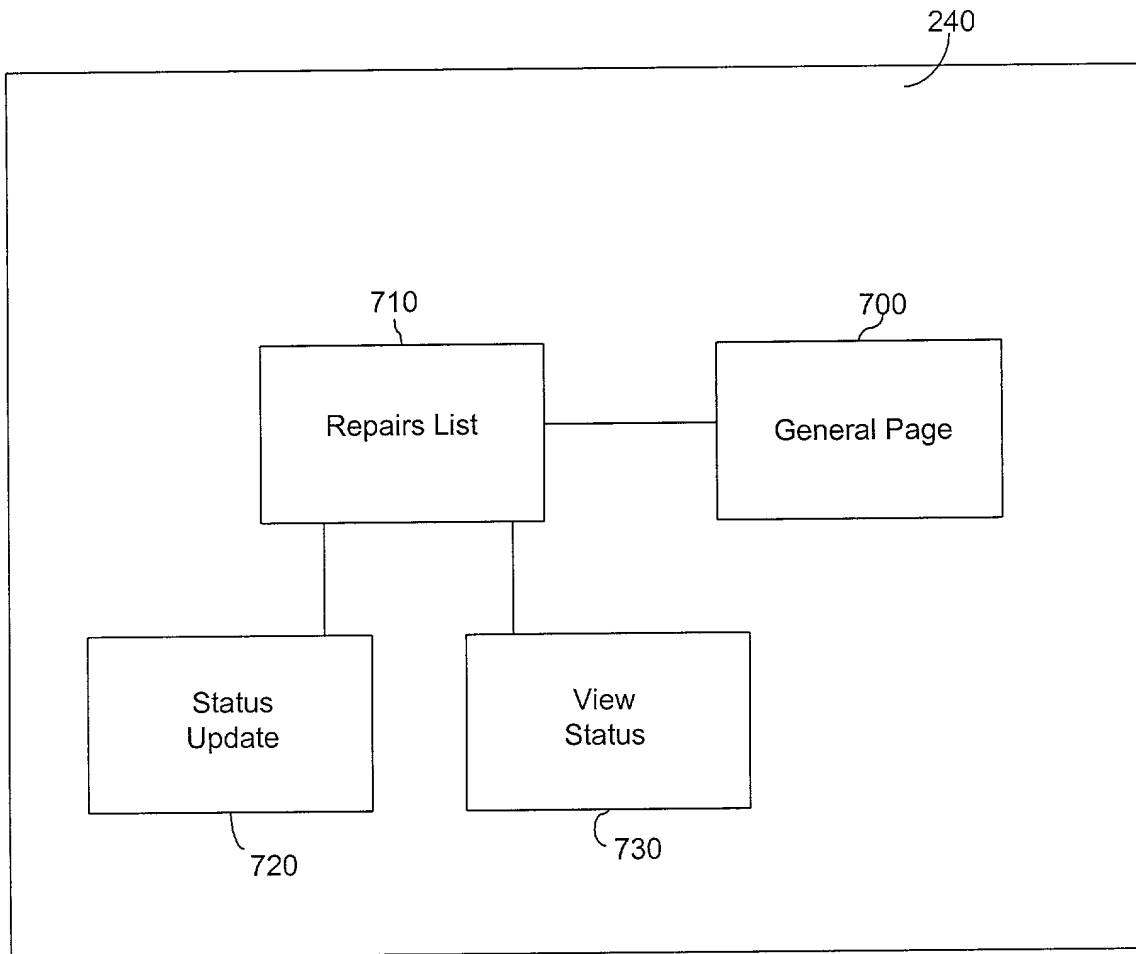 240
710
700
Repairs List
General Page
Status
Update
View
Status
720
730